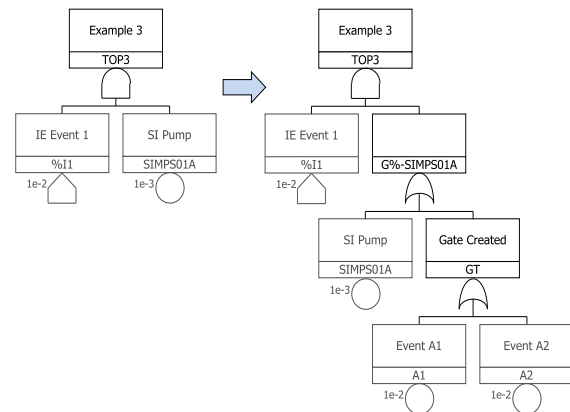 Example 3
TOP3
IE Event 1
%I1
1e-2
SI Pump
SIMPS01A
1e-3
Example 3
TOP3
IE Event 1
%I1
1e-2
G%-SIMPS01A
SI Pump
SIMPS01A
1e-3
Gate Created
GT
Event A1
A1
1e-2
Event A2
A2
1e-2